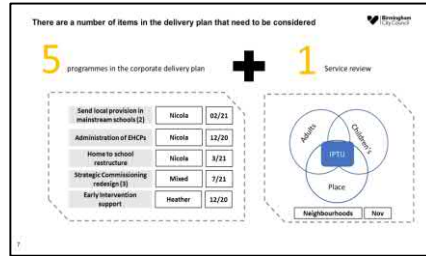 There are a number of items in the delivery plan that need to be considered
Birmingham
City Council
5 programmes in the corporate delivery plan
1 Service review
Send local provision in
mainstream schools (2)
Nicola
02/21
Administration of EHCPs
Nicola
12/20
Home to school
restructure
Nicola
3/21
Strategic Commissioning
redesign (3)
Mixed
7/21
Early Intervention
support
Heather
12/20
Adults
Children's
IPTU
Place
Neighbourhoods
Nov
7